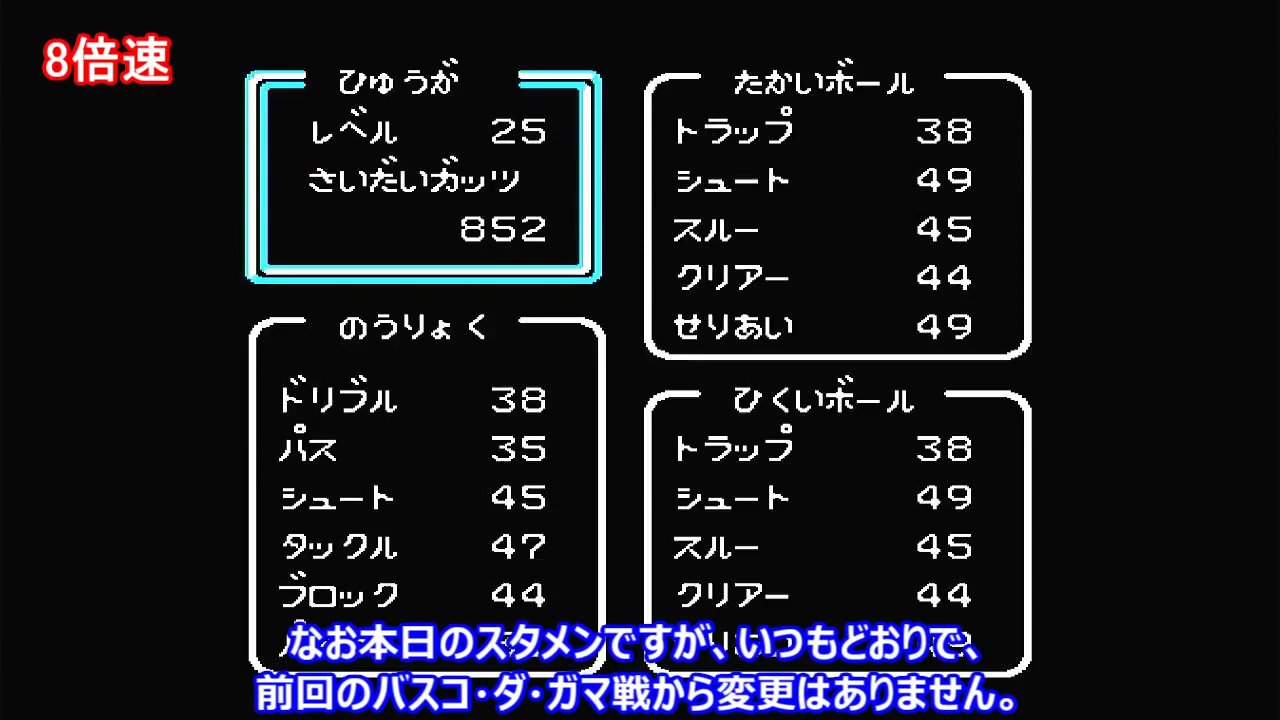 8倍速
ひゅうが
レベル 25
さいだいガッツ
852
のうりょく
ドリブル 38
パス 35
シュート 45
タックル 47
ブロック 44
たかいボール
トラップ 38
シュート 49
スルー 45
クリアー 44
せりあい 49
ひくいボール
トラップ 38
シュート 49
スルー 45
クリアー 44
なお本日のスタメンですが、いつもどおりで、
前回のバスコ・ダ・ガマ戦から変更はありません。